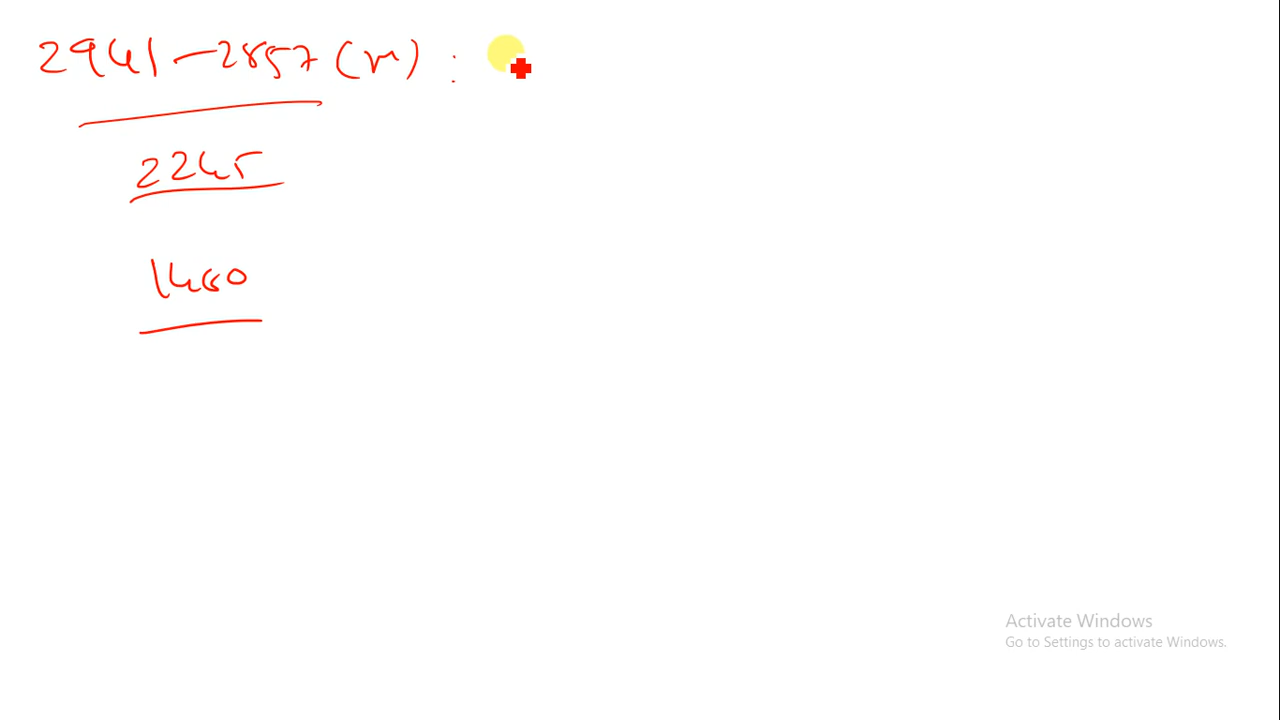 2941-2857 (m) :
2245
1460
Activate Windows
Go to Settings to activate Windows.